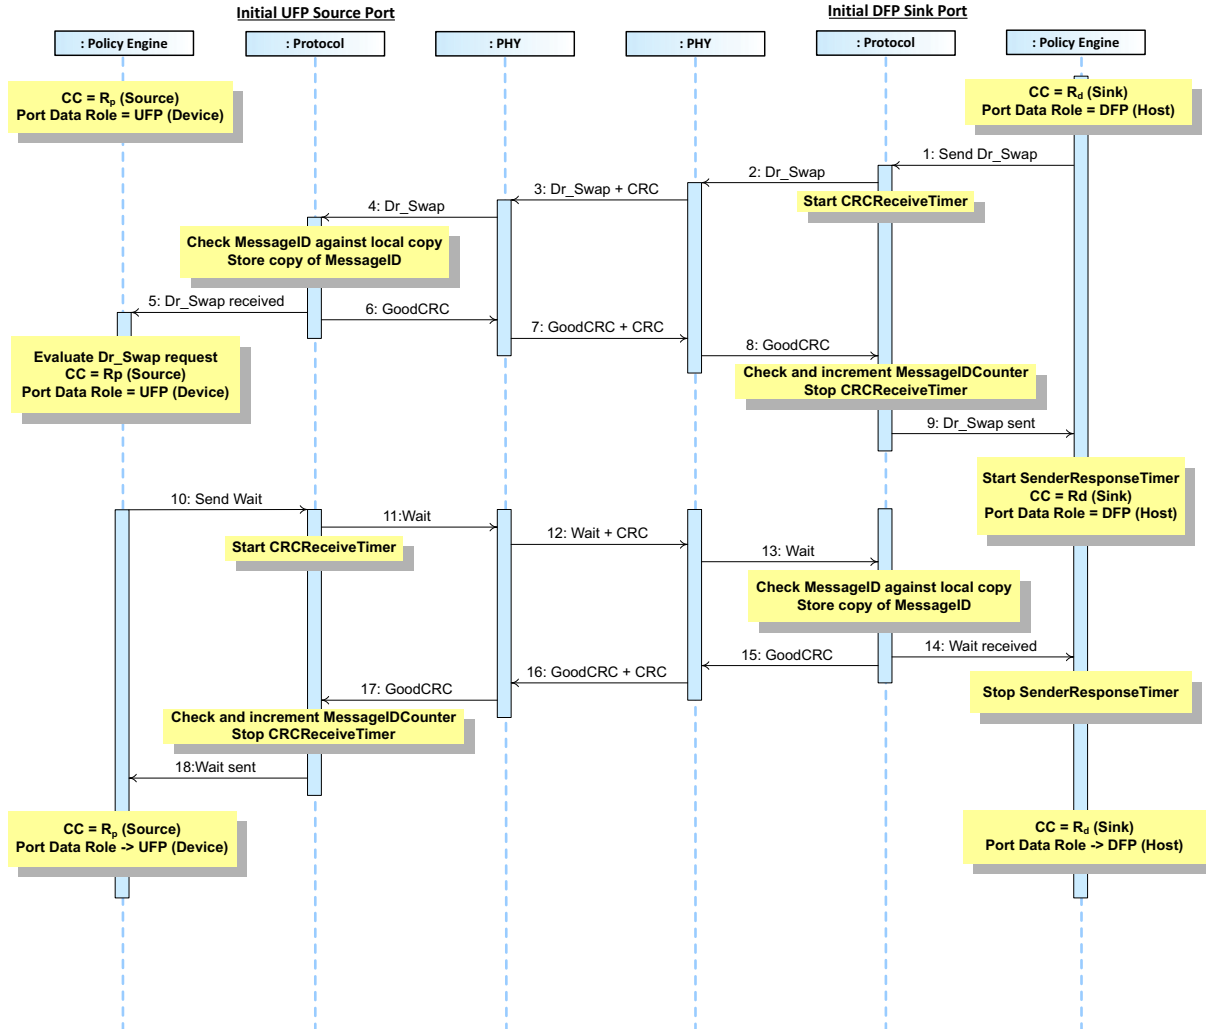 Initial UFP Source Port
Initial DFP Sink Port
: Policy Engine
: Protocol
: PHY
: PHY
: Protocol
: Policy Engine
CC = Rp (Source)
Port Data Role = UFP (Device)
CC = Rd (Sink)
Port Data Role = DFP (Host)
1: Send Dr_Swap
2: Dr_Swap
Start CRCReceiveTimer
3: Dr_Swap + CRC
4: Dr_Swap
Check MessageID against local copy
Store copy of MessageID
5: Dr_Swap received
6: GoodCRC
7: GoodCRC + CRC
8: GoodCRC
Evaluate Dr_Swap request
CC = Rp (Source)
Port Data Role = UFP (Device)
Check and increment MessageIDCounter
Stop CRCReceiveTimer
9: Dr_Swap sent
Start SenderResponseTimer
CC = Rd (Sink)
Port Data Role = DFP (Host)
10: Send Wait
11:Wait
Start CRCReceiveTimer
12: Wait + CRC
13: Wait
Check MessageID against local copy
Store copy of MessageID
14: Wait received
15: GoodCRC
16: GoodCRC + CRC
17: GoodCRC
Stop SenderResponseTimer
Check and increment MessageIDCounter
Stop CRCReceiveTimer
18:Wait sent
CC = Rp (Source)
Port Data Role -> UFP (Device)
CC = Rd (Sink)
Port Data Role -> DFP (Host)